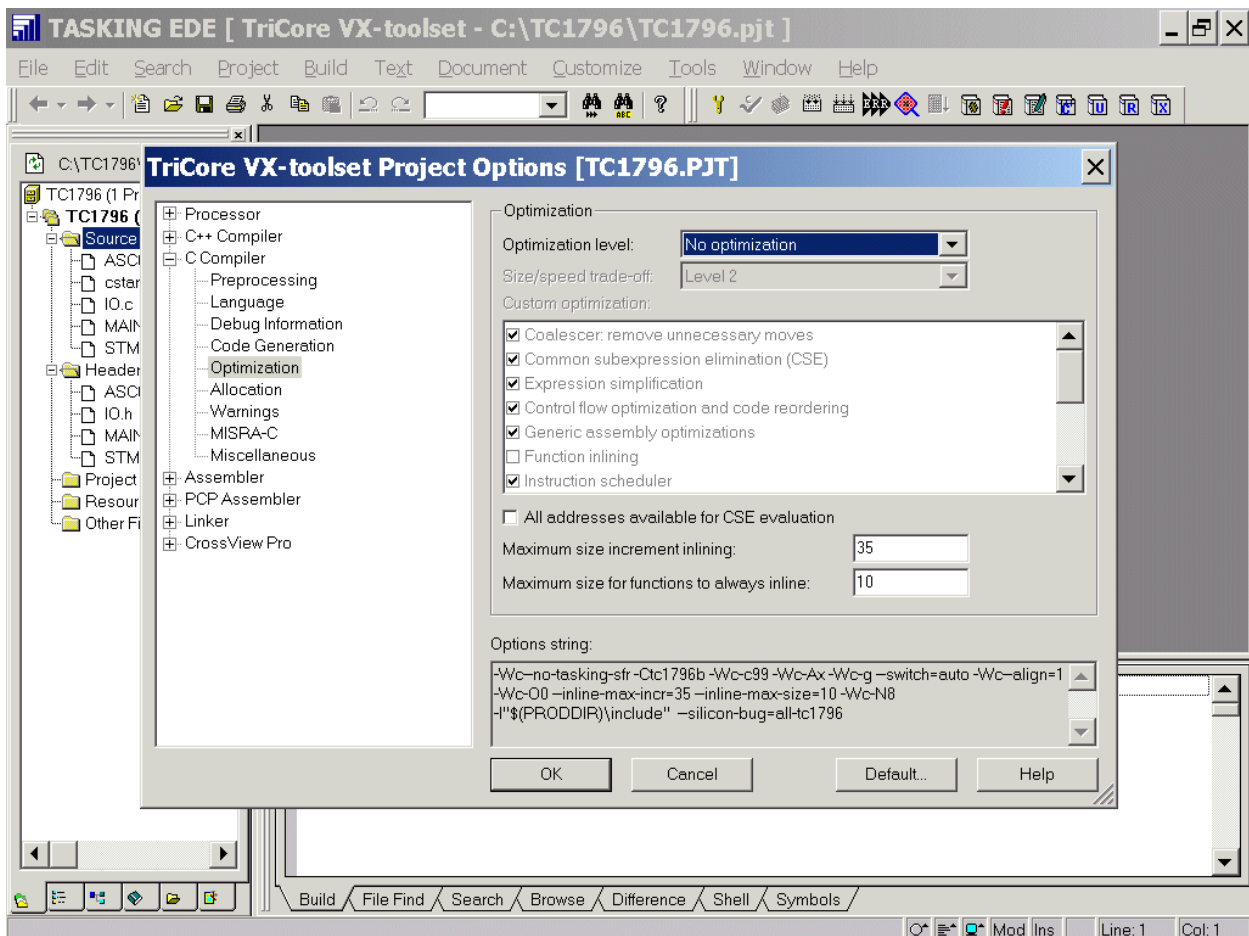 TASKING EDE [ TriCore VX-toolset - C:\TC1796\TC1796.pjt ]
File Edit Search Project Build Text Document Customize Tools Window Help
C:\TC1796\
TC1796 (1 Pr
TC1796 (
Source
ASC
cstar
IO.c
MAIN
STM
Header
ASC
IO.h
MAIN
STM
Project
Resour
Other Fi
TriCore VX-toolset Project Options [TC1796.PJT]
Processor
C++ Compiler
C Compiler
Preprocessing
Language
Debug Information
Code Generation
Optimization
Allocation
Warnings
MISRA-C
Miscellaneous
Assembler
PCP Assembler
Linker
CrossView Pro
Optimization
Optimization level: No optimization
Size/speed trade-off: Level 2
Custom optimization:
Coalescer: remove unnecessary moves
Common subexpression elimination (CSE)
Expression simplification
Control flow optimization and code reordering
Generic assembly optimizations
Function inlining
Instruction scheduler
All addresses available for CSE evaluation
Maximum size increment inlining: 35
Maximum size for functions to always inline: 10
Options string:
-Wc--no-tasking-sfr -Ctc1796b -Wc-c99 -Wc-Ax -Wc-g --switch=auto -Wc--align=1
-Wc-O0 --inline-max-incr=35 --inline-max-size=10 -Wc-N8
-I"$(PRODDIR)\include" --silicon-bug=all-tc1796
OK Cancel Default... Help
Build File Find Search Browse Difference Shell Symbols
Mod Ins Line: 1 Col: 1